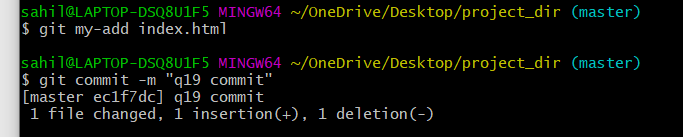 sahil@LAPTOP-DSQ8U1F5 MINGW64 ~/OneDrive/Desktop/project_dir (master)
$ git my-add index.html
sahil@LAPTOP-DSQ8U1F5 MINGW64 ~/OneDrive/Desktop/project_dir (master)
$ git commit -m "q19 commit"
[master ec1f7dc] q19 commit
 1 file changed, 1 insertion(+), 1 deletion(-)